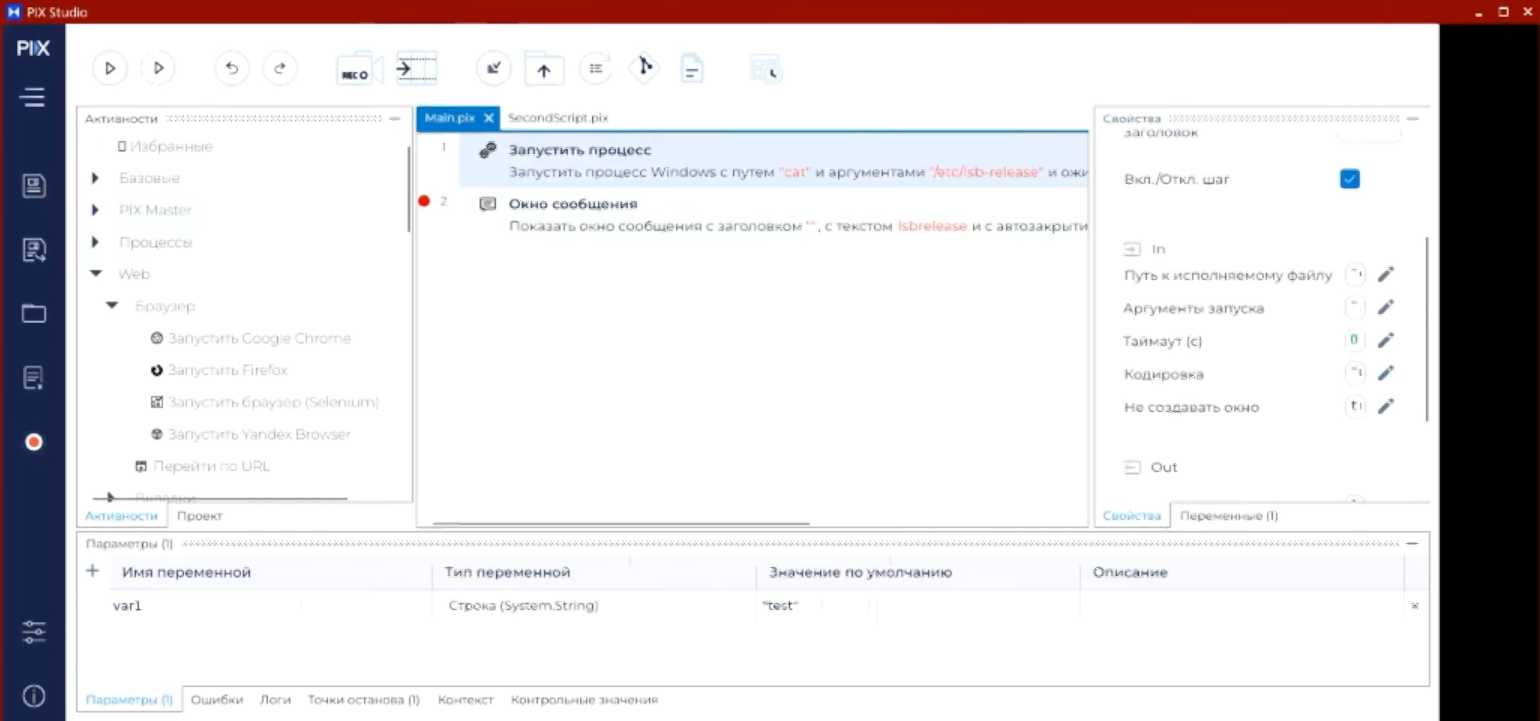 PIX Studio
PIX
REC
Активности
Избранные
Базовые
PIX Master
Процессы
Web
Браузер
Запустить Google Chrome
Запустить Firefox
Запустить браузер (Selenium)
Запустить Yandex Browser
Перейти по URL
Вкладки
Активности Проект
Main.pix SecondScript.pix
1 Запустить процесс
Запустить процесс Windows с путем "cat" и аргументами "/etc/lsb-release" и ожи
2 Окно сообщения
Показать окно сообщения с заголовком "", с текстом lsbrelease и с автозакрыти
Свойства
Заголовок
Вкл./Откл. шаг
In
Путь к исполняемому файлу
Аргументы запуска
Таймаут (с) 0
Кодировка
Не создавать окно
Out
Свойства Переменные (1)
Параметры (1)
Имя переменной Тип переменной Значение по умолчанию Описание
var1 Строка (System.String) "test"
Параметры (1) Ошибки Логи Точки останова (1) Контекст Контрольные значения